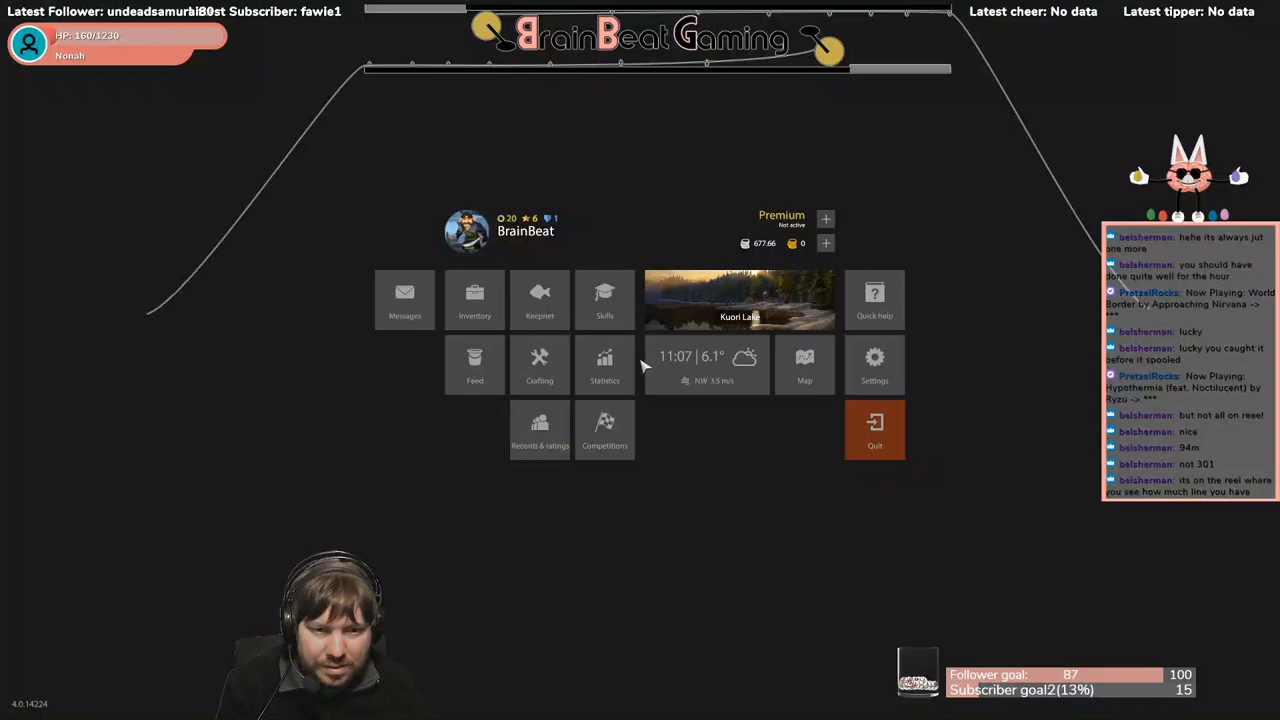 Latest Follower: undeadsamurai80
st Subscriber: fawie1
Latest cheer: No data
Latest tipper: No data
HP: 160/1230
Nonah
BrainBeat Gaming
20 6 1
BrainBeat
Premium
Not active
677.66 0
Messages
Inventory
Keepnet
Skills
Kuori Lake
Quick help
Feed
Crafting
Statistics
11:07 | 6.1°
NW 3.5 m/s
Map
Settings
Records & ratings
Competitions
Quit
belsherman: hehe its always jut
one more
belsherman: you should have
done quite well for the hour
PretzelRocks: Now Playing: World
Border by Approaching Nirvana ->
***
belsherman: lucky
belsherman: lucky you caught it
before it spooled
PretzelRocks: Now Playing:
Hypothermia (feat. Noctilucent) by
Ryzu -> ***
belsherman: but not all on reeel
belsherman: nice
belsherman: 94m
belsherman: not 301
belsherman: its on the reel where
you see how much line you have
Follower goal: 87 100
Subscriber goal2(13%) 15
4.0.14224